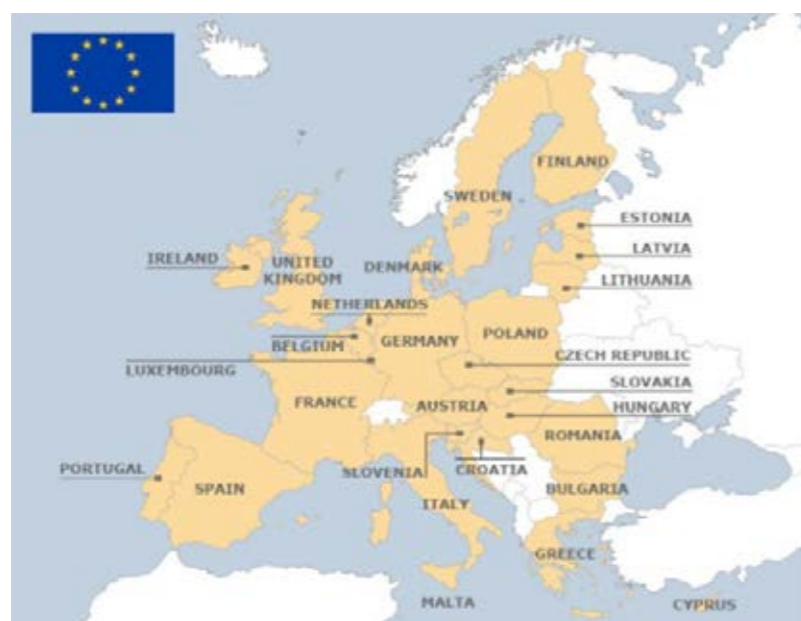 FINLAND
SWEDEN
ESTONIA
LATVIA
LITHUANIA
IRELAND
UNITED
KINGDOM
DENMARK
NETHERLANDS
BELGIUM
LUXEMBOURG
GERMANY
POLAND
CZECH REPUBLIC
SLOVAKIA
HUNGARY
FRANCE
AUSTRIA
ROMANIA
SLOVENIA
CROATIA
PORTUGAL
SPAIN
ITALY
BULGARIA
GREECE
MALTA
CYPRUS